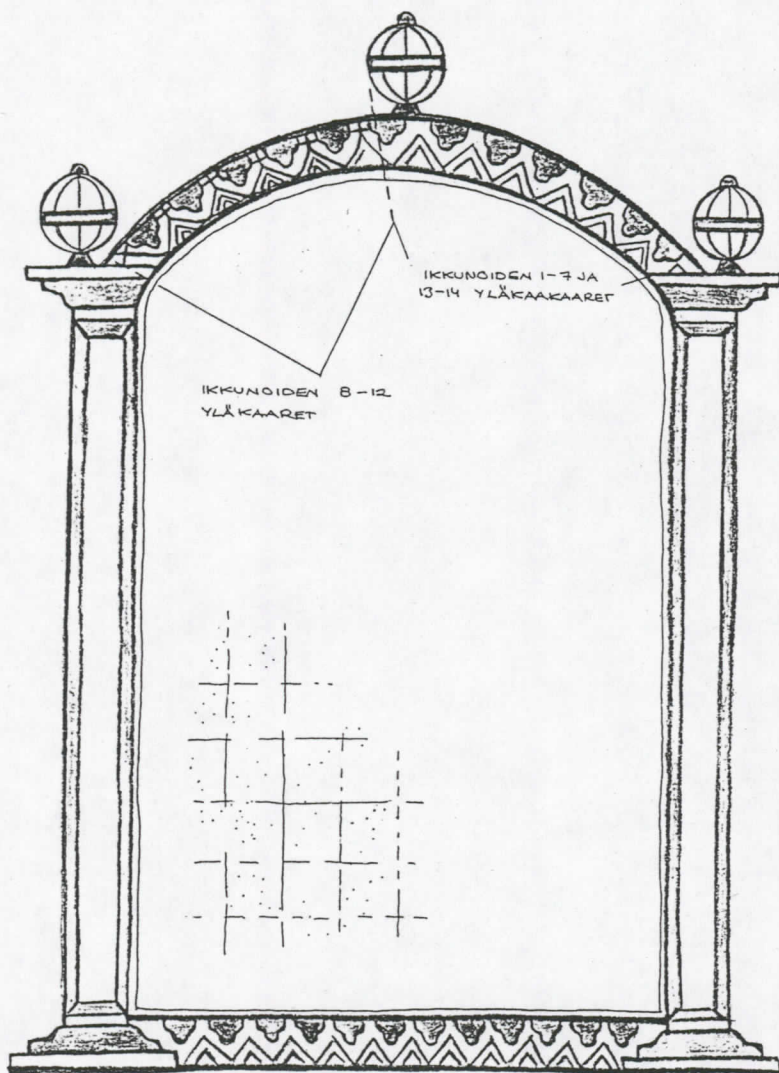 IKKUNOIDEN 1-7 JA
13-14 YLÄKAAKAARET
IKKUNOIDEN 8-12
YLÄKAARET